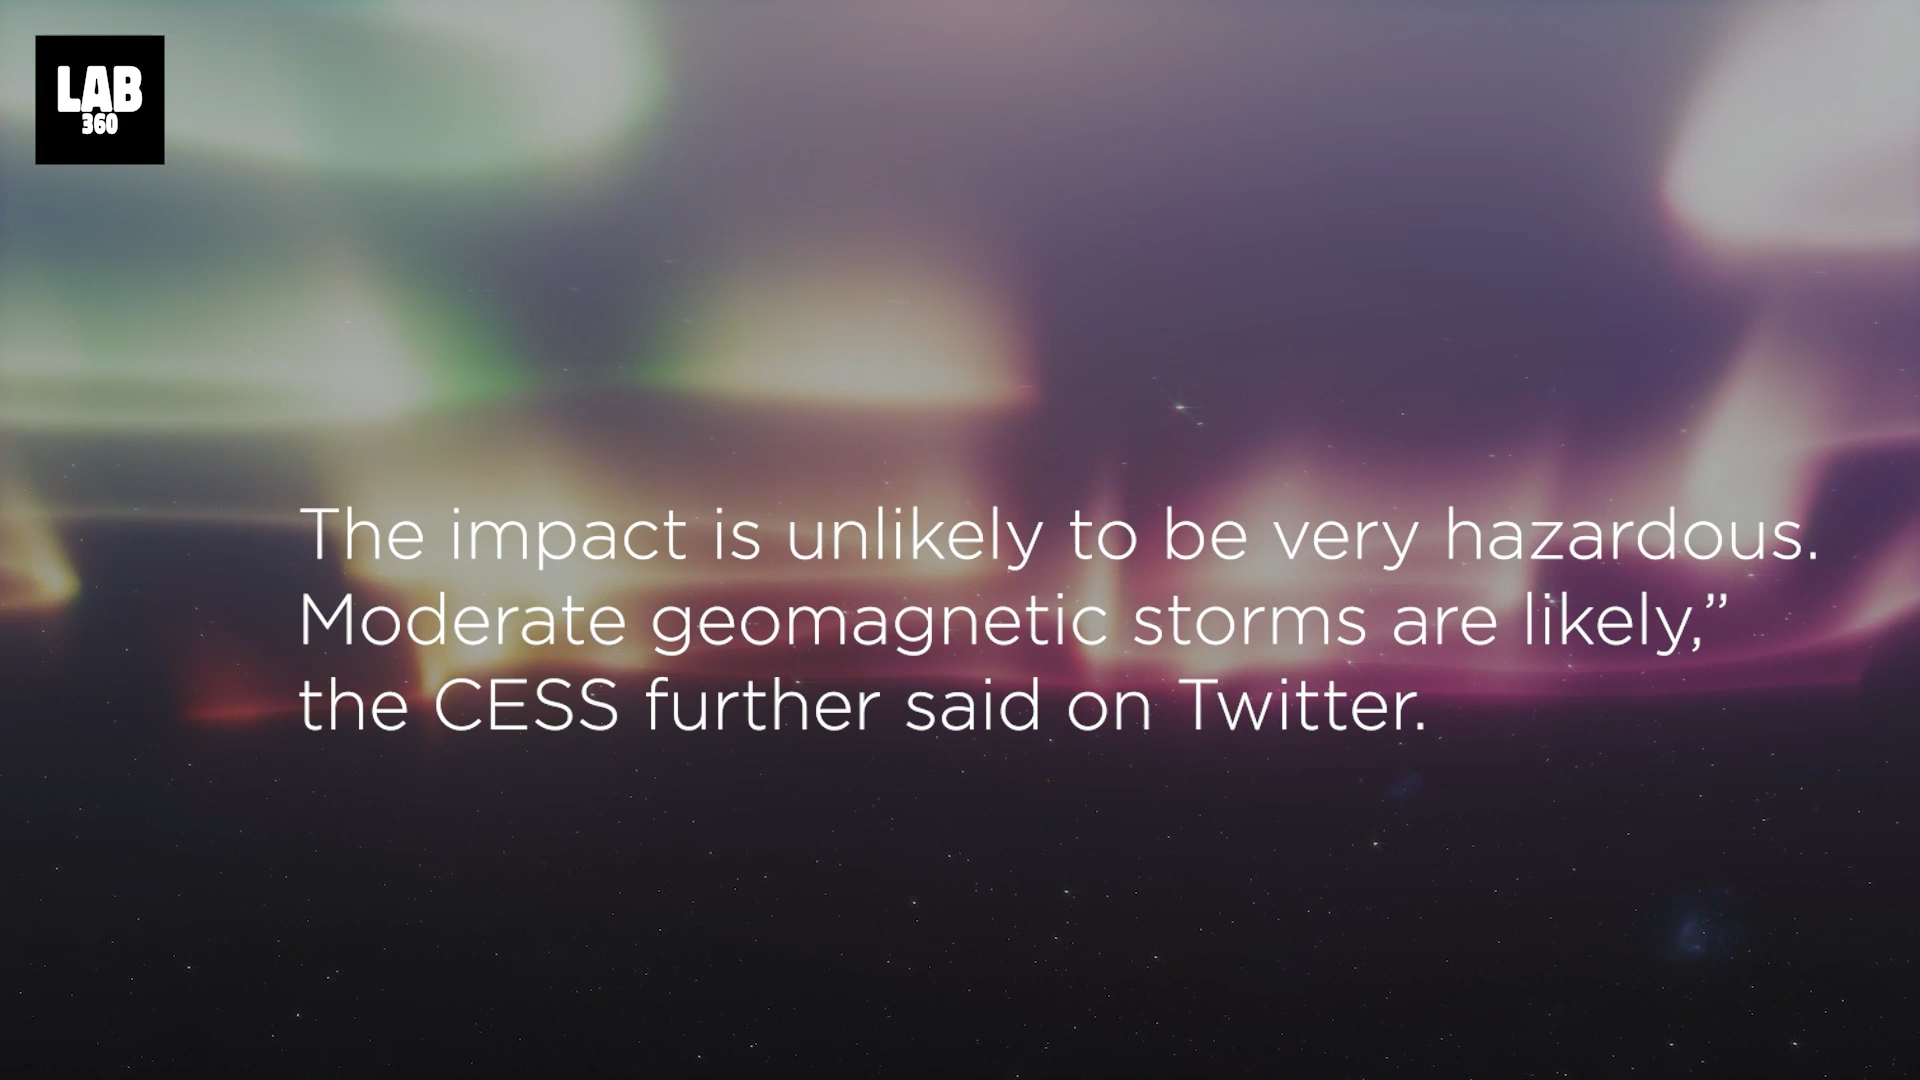 LAB
360
The impact is unlikely to be very hazardous.
Moderate geomagnetic storms are likely,”
the CESS further said on Twitter.